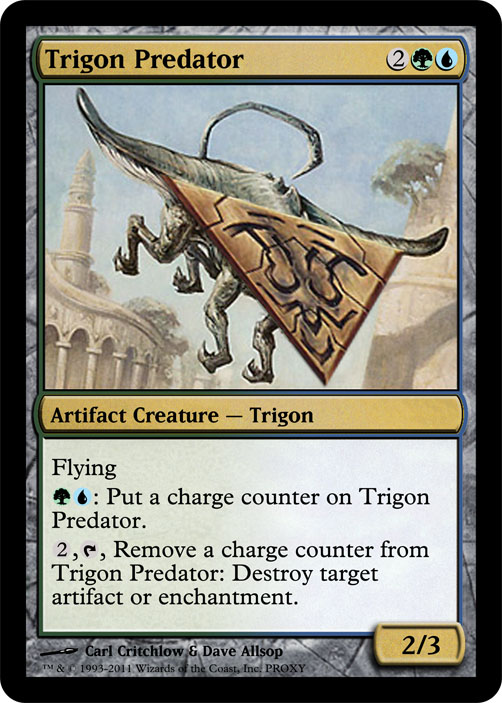 Trigon Predator 2
Artifact Creature — Trigon
Flying
: Put a charge counter on Trigon
Predator.
2, , Remove a charge counter from
Trigon Predator: Destroy target
artifact or enchantment.
2/3
Carl Critchlow & Dave Allsop
™ & © 1993-2011 Wizards of the Coast, Inc. PROXY